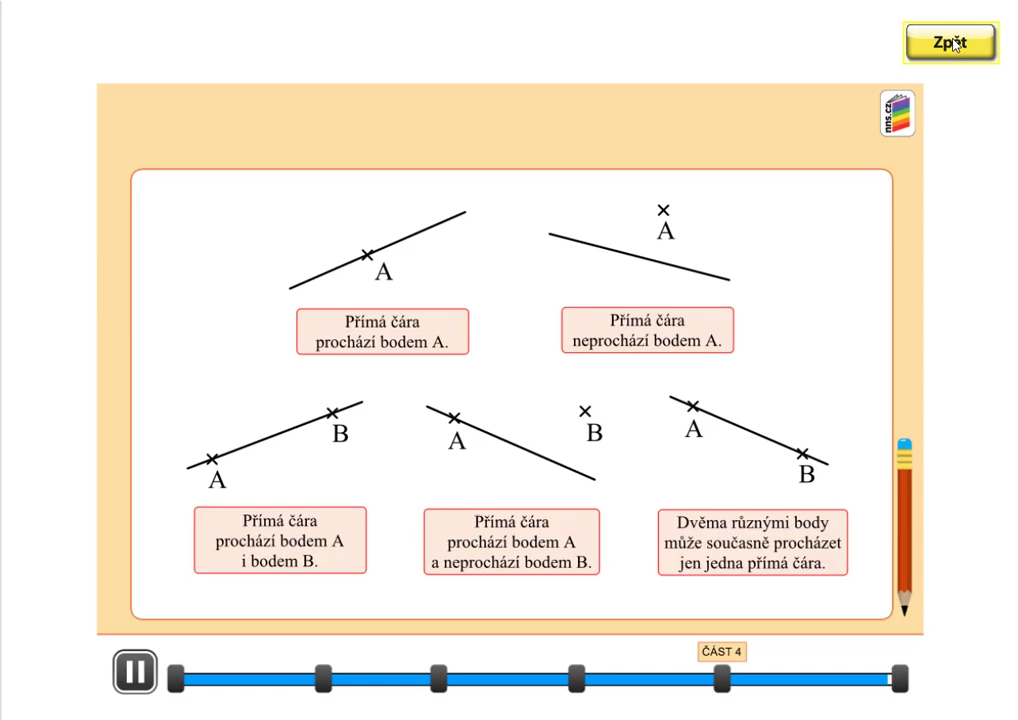 Zpět
nns.cz
A
A
Přímá čára
prochází bodem A.
Přímá čára
neprochází bodem A.
A
B
A
B
A
B
Přímá čára
prochází bodem A
i bodem B.
Přímá čára
prochází bodem A
a neprochází bodem B.
Dvěma různými body
může současně procházet
jen jedna přímá čára.
ČÁST 4